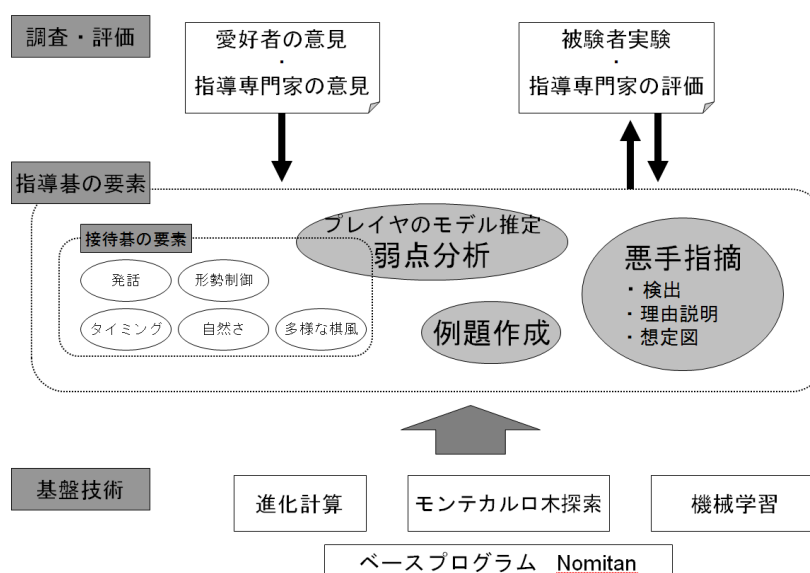 調査・評価
愛好者の意見
・
指導専門家の意見
被験者実験
・
指導専門家の評価
指導碁の要素
接待碁の要素
発話
形勢制御
タイミング
自然さ
多様な棋風
プレイヤのモデル推定
弱点分析
例題作成
悪手指摘
・検出
・理由説明
・想定図
基盤技術
進化計算
モンテカルロ木探索
機械学習
ベースプログラム Nomitan